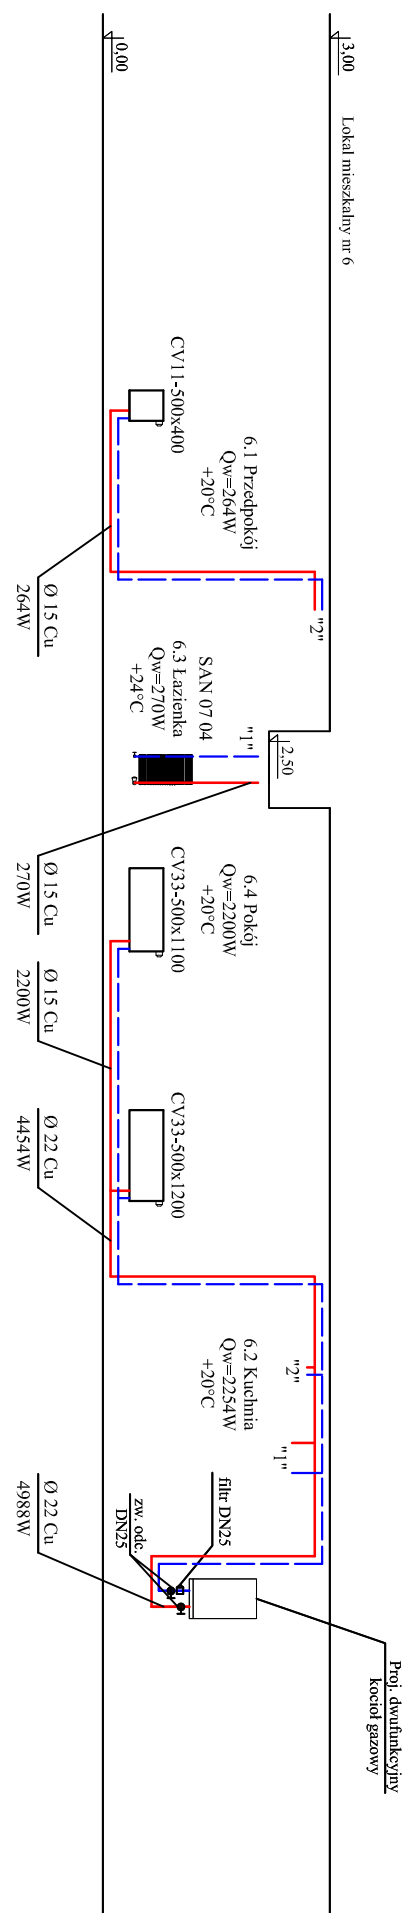 3,00
0,00
Lokal mieszkalny nr 6
CV11-500x400
6.1 Przedpokój
Qw=264W
+20°C
Ø 15 Cu
264W
"2"
SAN 07 04
6.3 Łazienka
Qw=270W
+24°C
"1"
2,50
Ø 15 Cu
270W
CV33-500x1100
6.4 Pokój
Qw=2200W
+20°C
Ø 15 Cu
2200W
CV33-500x1200
Ø 22 Cu
4454W
6.2 Kuchnia
Qw=2254W
+20°C
"2"
"1"
Ø 22 Cu
4988W
zw. odc.
DN25
filtr DN25
Proj. dwufunkcyjny
kocioł gazowy